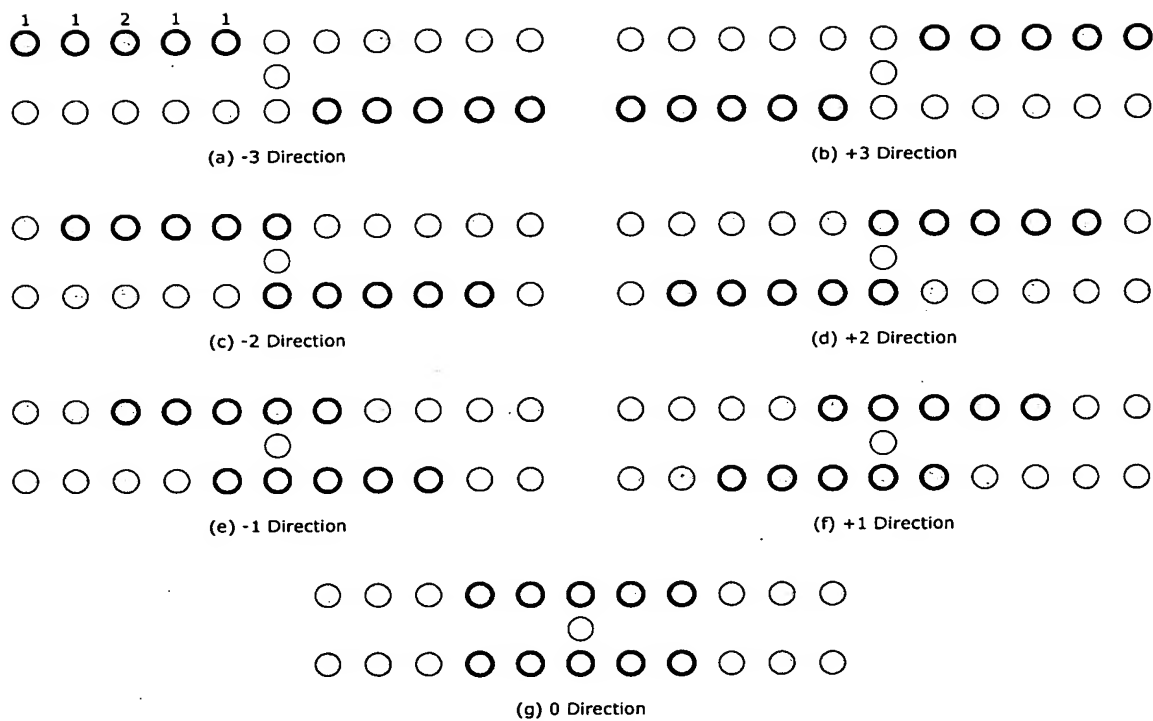 1 1 2 1 1
(a) -3 Direction
(b) +3 Direction
(c) -2 Direction
(d) +2 Direction
(e) -1 Direction
(f) +1 Direction
(g) 0 Direction